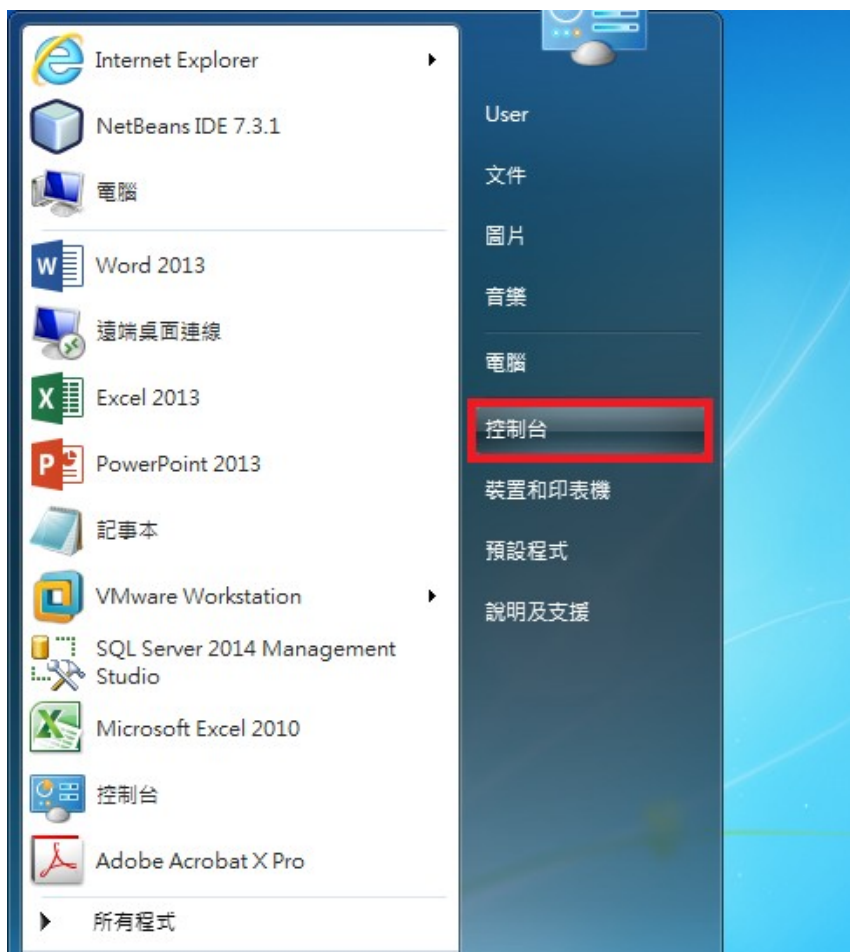 Internet Explorer
NetBeans IDE 7.3.1
電腦
Word 2013
遠端桌面連線
Excel 2013
PowerPoint 2013
記事本
VMware Workstation
SQL Server 2014 Management
Studio
Microsoft Excel 2010
控制台
Adobe Acrobat X Pro
所有程式
User
文件
圖片
音樂
電腦
控制台
裝置和印表機
預設程式
說明及支援